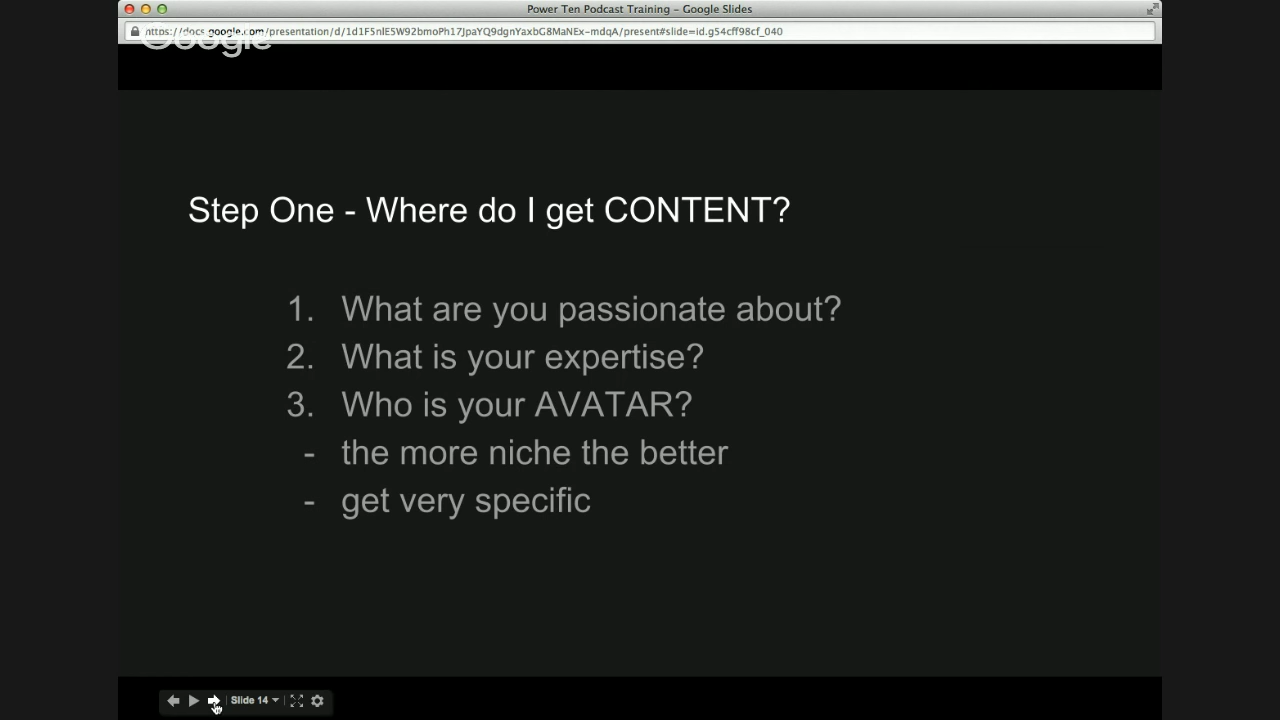 Power Ten Podcast Training – Google Slides
https://docs.google.com/presentation/d/1d1F5nlE5W92bmoPh17JpaYQ9dgnYaxbG8MaNEx-mdqA/present#slide=id.g54cff98cf_040
Google
Step One - Where do I get CONTENT?
1. What are you passionate about?
2. What is your expertise?
3. Who is your AVATAR?
- the more niche the better
- get very specific
Slide 14